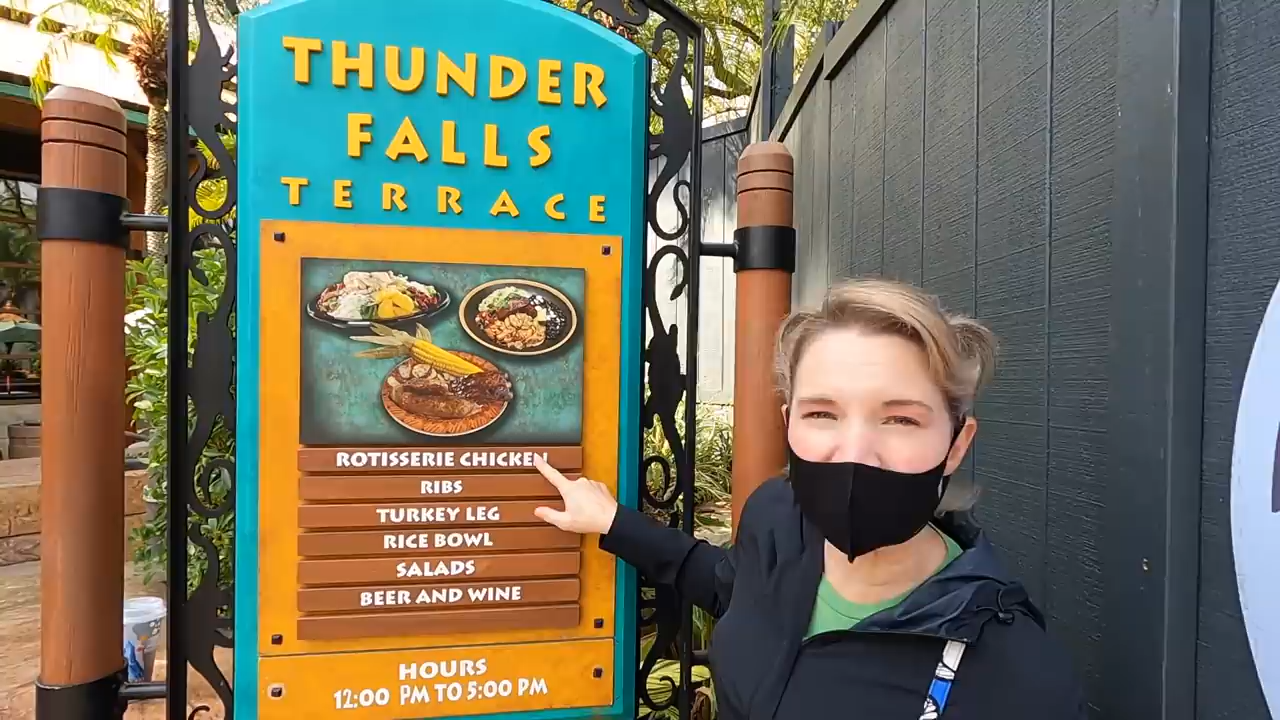 THUNDER
FALLS
TERRACE
ROTISSERIE CHICKEN
RIBS
TURKEY LEG
RICE BOWL
SALADS
BEER AND WINE
HOURS
12:00 PM TO 5:00 PM